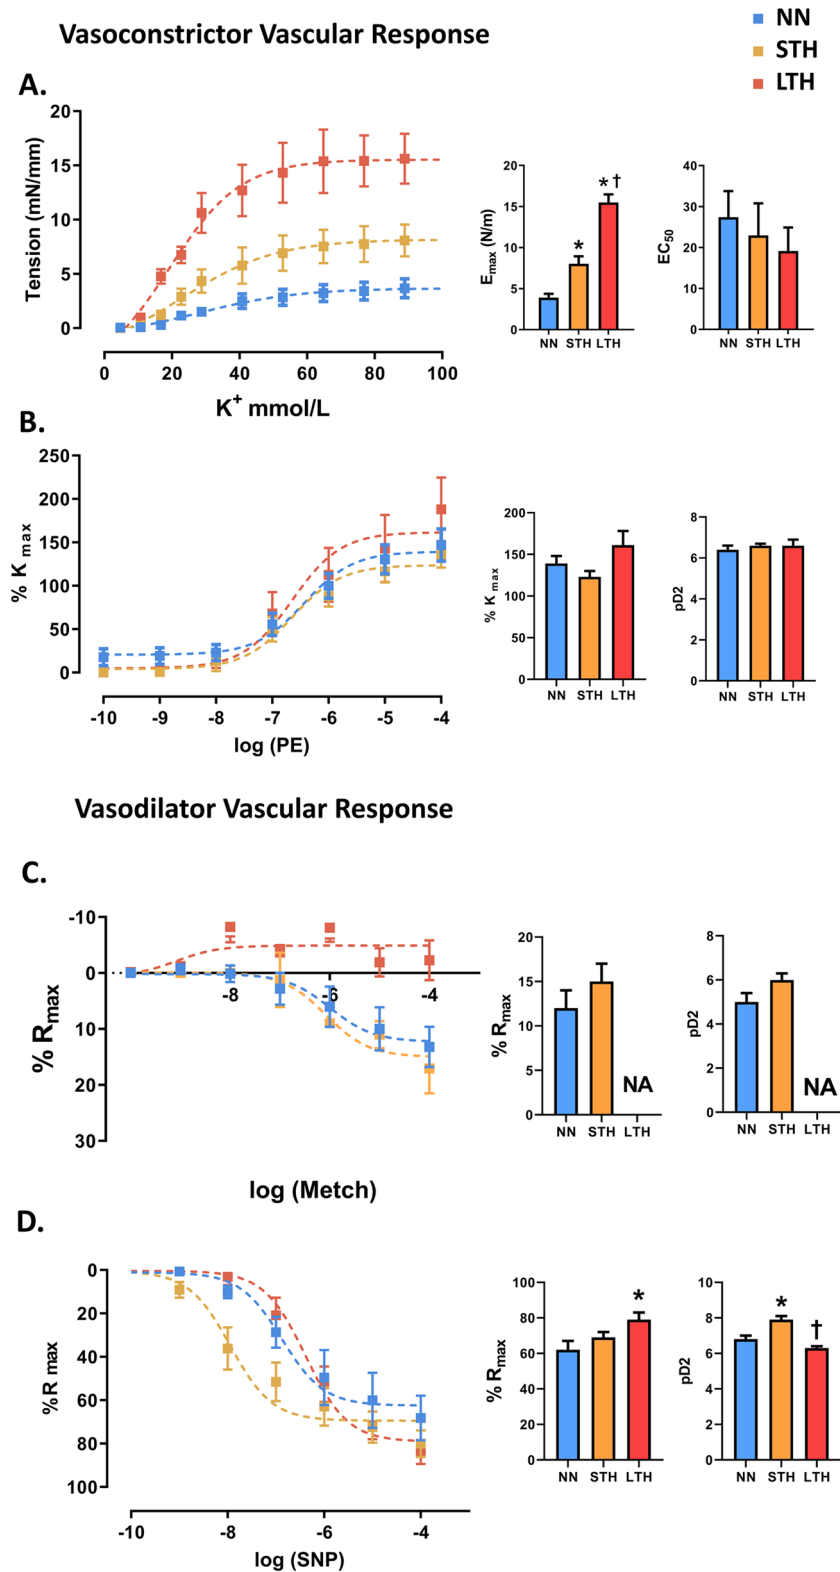 Vasoconstrictor Vascular Response
NN
STH
LTH
A.
Tension (mN/mm)
20
15
10
5
0
0 20 40 60 80 100
K+ mmol/L
Emax (N/m)
20
15
10
5
0
*
* †
NN STH LTH
EC50
40
30
20
10
0
NN STH LTH
B.
% K max
250
200
150
100
50
0
-10 -9 -8 -7 -6 -5 -4
log (PE)
% K max
200
150
100
50
0
NN STH LTH
pD2
8
6
4
2
0
NN STH LTH
Vasodilator Vascular Response
C.
% Rmax
-10
0
10
20
30
-8 -6 -4
log (Metch)
% Rmax
20
15
10
5
0
NA
NN STH LTH
pD2
8
6
4
2
0
NA
NN STH LTH
D.
%R max
0
20
40
60
80
100
-10 -8 -6 -4
log (SNP)
% Rmax
100
80
60
40
20
0
*
NN STH LTH
pD2
10
8
6
4
2
0
*
†
NN STH LTH